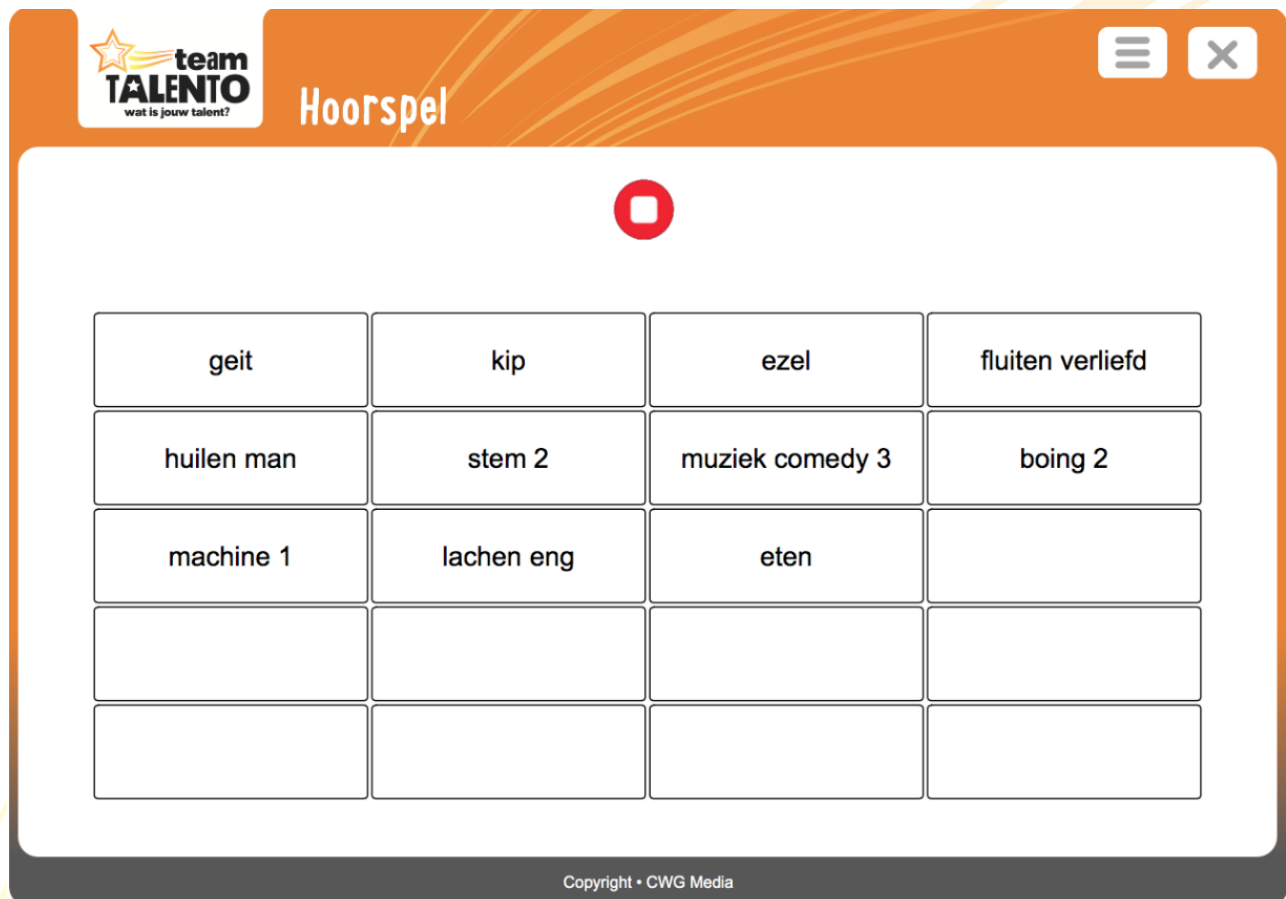 team
TALENTO
wat is jouw talent?
Hoorspel
geit kip ezel fluiten verliefd
huilen man stem 2 muziek comedy 3 boing 2
machine 1 lachen eng eten
Copyright • CWG Media